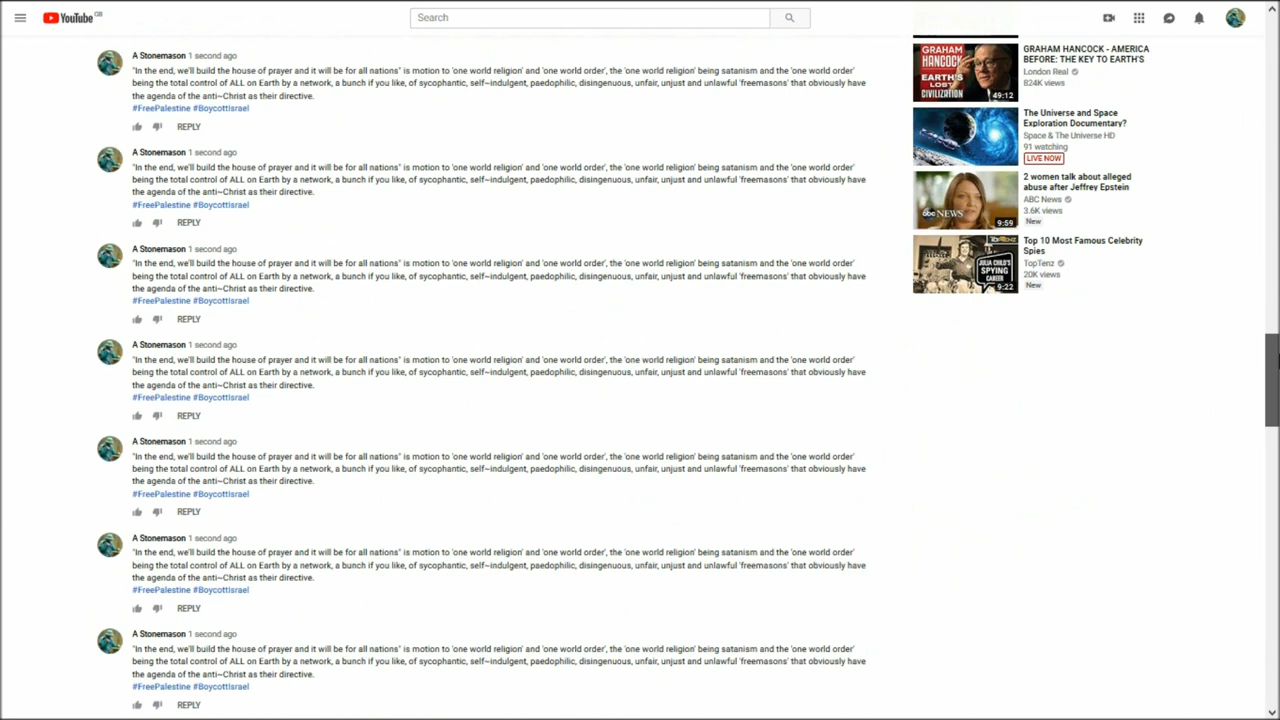 YouTube GB
Search
A Stonemason 1 second ago
"In the end, we'll build the house of prayer and it will be for all nations" is motion to 'one world religion' and 'one world order', the 'one world religion' being satanism and the 'one world order'
being the total control of ALL on Earth by a network, a bunch if you like, of sycophantic, self~indulgent, paedophilic, disingenuous, unfair, unjust and unlawful 'freemasons' that obviously have
the agenda of the anti~Christ as their directive.
#FreePalestine #BoycottIsrael
REPLY
A Stonemason 1 second ago
"In the end, we'll build the house of prayer and it will be for all nations" is motion to 'one world religion' and 'one world order', the 'one world religion' being satanism and the 'one world order'
being the total control of ALL on Earth by a network, a bunch if you like, of sycophantic, self~indulgent, paedophilic, disingenuous, unfair, unjust and unlawful 'freemasons' that obviously have
the agenda of the anti~Christ as their directive.
#FreePalestine #BoycottIsrael
REPLY
A Stonemason 1 second ago
"In the end, we'll build the house of prayer and it will be for all nations" is motion to 'one world religion' and 'one world order', the 'one world religion' being satanism and the 'one world order'
being the total control of ALL on Earth by a network, a bunch if you like, of sycophantic, self~indulgent, paedophilic, disingenuous, unfair, unjust and unlawful 'freemasons' that obviously have
the agenda of the anti~Christ as their directive.
#FreePalestine #BoycottIsrael
REPLY
A Stonemason 1 second ago
"In the end, we'll build the house of prayer and it will be for all nations" is motion to 'one world religion' and 'one world order', the 'one world religion' being satanism and the 'one world order'
being the total control of ALL on Earth by a network, a bunch if you like, of sycophantic, self~indulgent, paedophilic, disingenuous, unfair, unjust and unlawful 'freemasons' that obviously have
the agenda of the anti~Christ as their directive.
#FreePalestine #BoycottIsrael
REPLY
A Stonemason 1 second ago
"In the end, we'll build the house of prayer and it will be for all nations" is motion to 'one world religion' and 'one world order', the 'one world religion' being satanism and the 'one world order'
being the total control of ALL on Earth by a network, a bunch if you like, of sycophantic, self~indulgent, paedophilic, disingenuous, unfair, unjust and unlawful 'freemasons' that obviously have
the agenda of the anti~Christ as their directive.
#FreePalestine #BoycottIsrael
REPLY
A Stonemason 1 second ago
"In the end, we'll build the house of prayer and it will be for all nations" is motion to 'one world religion' and 'one world order', the 'one world religion' being satanism and the 'one world order'
being the total control of ALL on Earth by a network, a bunch if you like, of sycophantic, self~indulgent, paedophilic, disingenuous, unfair, unjust and unlawful 'freemasons' that obviously have
the agenda of the anti~Christ as their directive.
#FreePalestine #BoycottIsrael
REPLY
A Stonemason 1 second ago
"In the end, we'll build the house of prayer and it will be for all nations" is motion to 'one world religion' and 'one world order', the 'one world religion' being satanism and the 'one world order'
being the total control of ALL on Earth by a network, a bunch if you like, of sycophantic, self~indulgent, paedophilic, disingenuous, unfair, unjust and unlawful 'freemasons' that obviously have
the agenda of the anti~Christ as their directive.
#FreePalestine #BoycottIsrael
REPLY
GRAHAM
HANCOCK
EARTH'S
LOST
CIVILIZATION
49:12
GRAHAM HANCOCK - AMERICA
BEFORE: THE KEY TO EARTH'S
London Real
824K views
The Universe and Space
Exploration Documentary?
Space & The Universe HD
91 watching
LIVE NOW
abc NEWS
9:59
2 women talk about alleged
abuse after Jeffrey Epstein
ABC News
3.6K views
New
TOPTENZ
JULIA CHILD'S
SPYING
CAREER
9:22
Top 10 Most Famous Celebrity
Spies
TopTenz
20K views
New